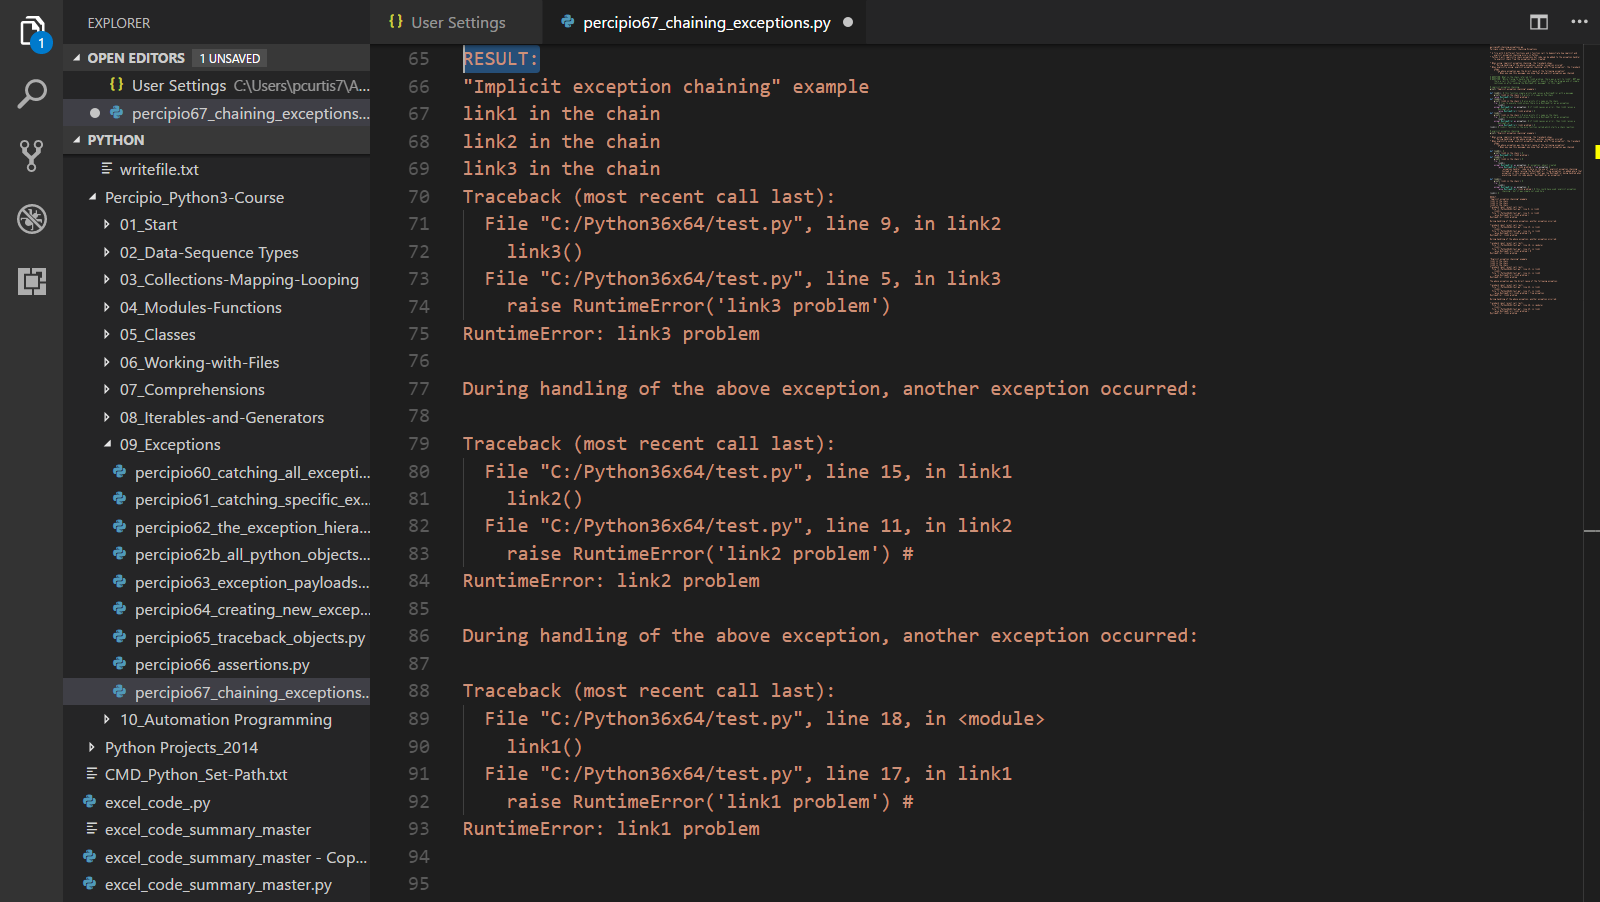 EXPLORER
OPEN EDITORS 1 UNSAVED
User Settings C:\Users\pcurtis7\A...
percipio67_chaining_exceptions...
PYTHON
writefile.txt
Percipio_Python3-Course
01_Start
02_Data-Sequence Types
03_Collections-Mapping-Looping
04_Modules-Functions
05_Classes
06_Working-with-Files
07_Comprehensions
08_Iterables-and-Generators
09_Exceptions
percipio60_catching_all_excepti...
percipio61_catching_specific_ex...
percipio62_the_exception_hiera...
percipio62b_all_python_objects...
percipio63_exception_payloads...
percipio64_creating_new_excep...
percipio65_traceback_objects.py
percipio66_assertions.py
percipio67_chaining_exceptions...
10_Automation Programming
Python Projects_2014
CMD_Python_Set-Path.txt
excel_code_.py
excel_code_summary_master
excel_code_summary_master - Cop...
excel_code_summary_master.py
1
User Settings
percipio67_chaining_exceptions.py
65 RESULT:
66 "Implicit exception chaining" example
67 link1 in the chain
68 link2 in the chain
69 link3 in the chain
70 Traceback (most recent call last):
71 File "C:/Python36x64/test.py", line 9, in link2
72 link3()
73 File "C:/Python36x64/test.py", line 5, in link3
74 raise RuntimeError('link3 problem')
75 RuntimeError: link3 problem
76
77 During handling of the above exception, another exception occurred:
78
79 Traceback (most recent call last):
80 File "C:/Python36x64/test.py", line 15, in link1
81 link2()
82 File "C:/Python36x64/test.py", line 11, in link2
83 raise RuntimeError('link2 problem') #
84 RuntimeError: link2 problem
85
86 During handling of the above exception, another exception occurred:
87
88 Traceback (most recent call last):
89 File "C:/Python36x64/test.py", line 18, in <module>
90 link1()
91 File "C:/Python36x64/test.py", line 17, in link1
92 raise RuntimeError('link1 problem') #
93 RuntimeError: link1 problem
94
95